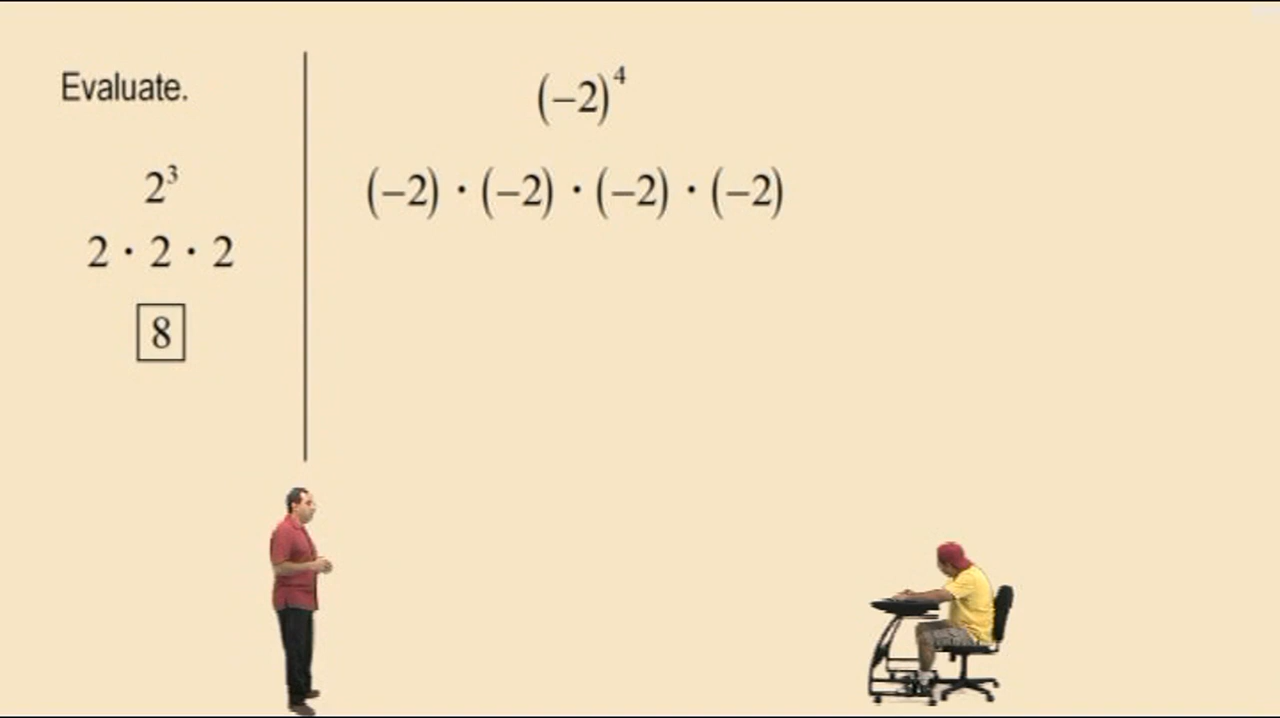 Evaluate.
2³
2 · 2 · 2
8
(−2)⁴
(−2) · (−2) · (−2) · (−2)